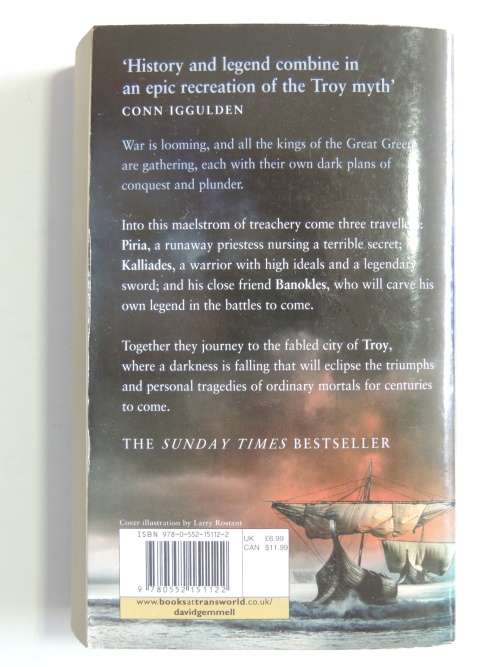 ‘History and legend combine in
an epic recreation of the Troy myth’
CONN IGGULDEN
War is looming, and all the kings of the Great Green
are gathering, each with their own dark plans of
conquest and plunder.
Into this maelstrom of treachery come three travellers:
Piria, a runaway priestess nursing a terrible secret;
Kalliades, a warrior with high ideals and a legendary
sword; and his close friend Banokles, who will carve his
own legend in the battles to come.
Together they journey to the fabled city of Troy,
where a darkness is falling that will eclipse the triumphs
and personal tragedies of ordinary mortals for centuries
to come.
THE SUNDAY TIMES BESTSELLER
Cover illustration by Larry Rostant
ISBN 978-0-552-15112-2
UK £6.99
CAN $11.99
9 780552 151122
www.booksattransworld.co.uk/
davidgemmell